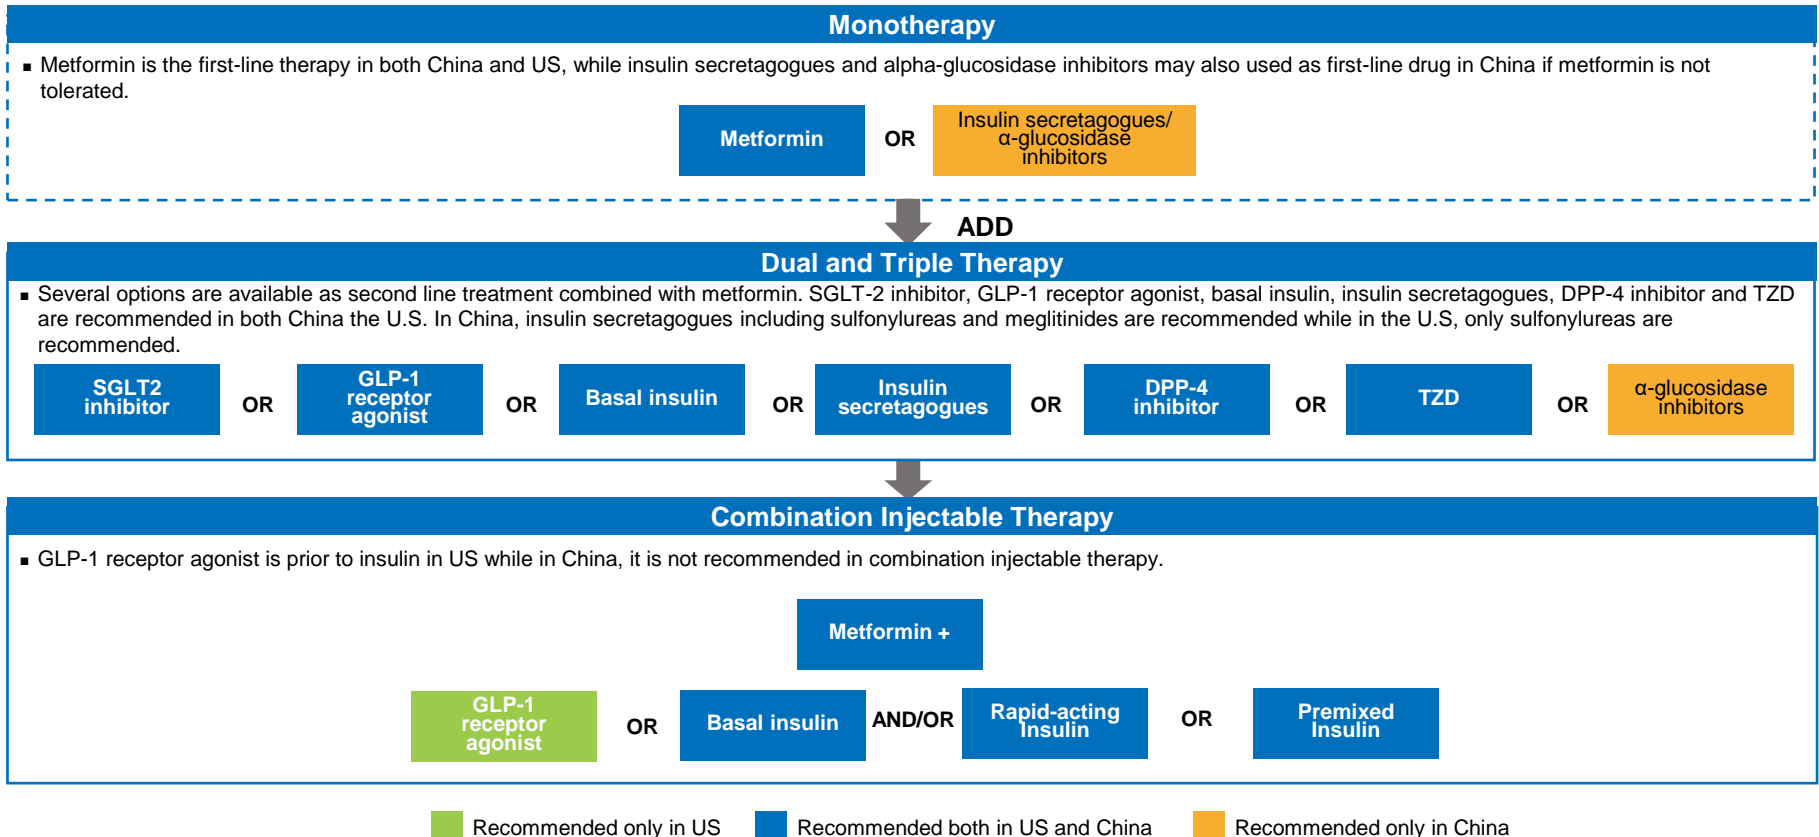 Monotherapy
▪ Metformin is the first-line therapy in both China and US, while insulin secretagogues and alpha-glucosidase inhibitors may also used as first-line drug in China if metformin is not
tolerated.
Metformin
OR
Insulin secretagogues/
α-glucosidase
inhibitors
ADD
Dual and Triple Therapy
▪ Several options are available as second line treatment combined with metformin. SGLT-2 inhibitor, GLP-1 receptor agonist, basal insulin, insulin secretagogues, DPP-4 inhibitor and TZD
are recommended in both China the U.S. In China, insulin secretagogues including sulfonylureas and meglitinides are recommended while in the U.S, only sulfonylureas are
recommended.
SGLT2
inhibitor
OR
GLP-1
receptor
agonist
OR
Basal insulin
OR
Insulin
secretagogues
OR
DPP-4
inhibitor
OR
TZD
OR
α-glucosidase
inhibitors
Combination Injectable Therapy
▪ GLP-1 receptor agonist is prior to insulin in US while in China, it is not recommended in combination injectable therapy.
Metformin +
GLP-1
receptor
agonist
OR
Basal insulin
AND/OR
Rapid-acting
Insulin
OR
Premixed
Insulin
Recommended only in US
Recommended both in US and China
Recommended only in China